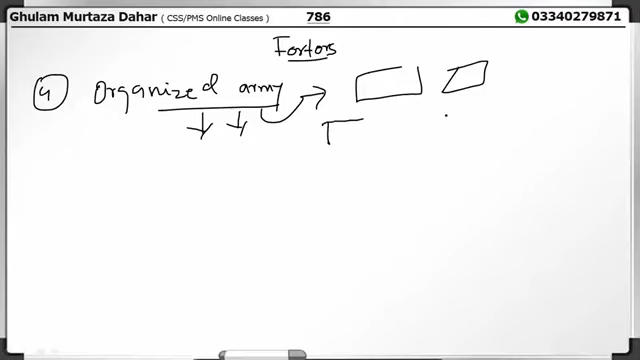 Ghulam Murtaza Dahar ( CSS/PMS Online Classes ) 786 03340279871
Factors
4 Organized army